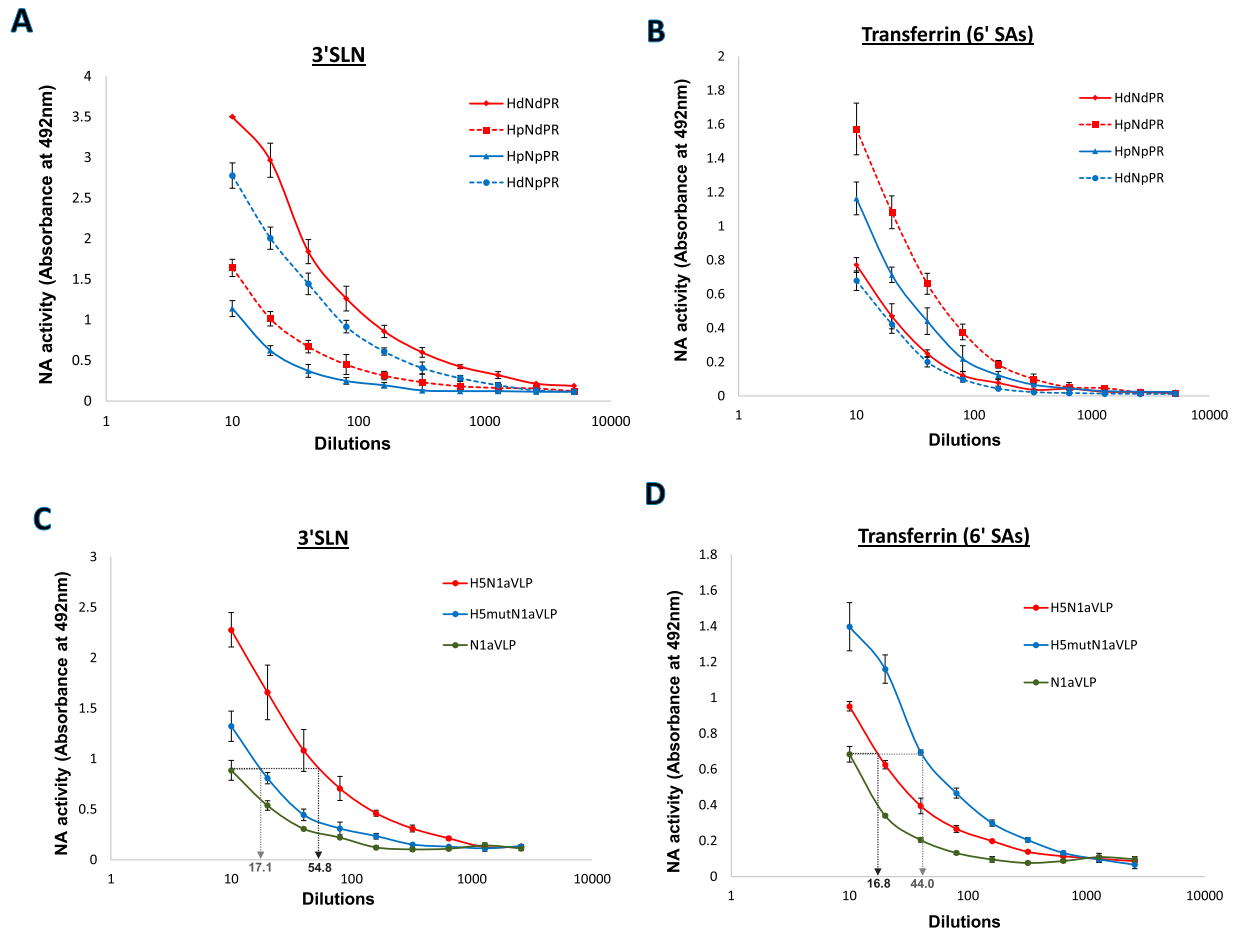 A
3'SLN
NA activity (Absorbance at 492nm)
4
3.5
3
2.5
2
1.5
1
0.5
0
1
10
100
1000
10000
Dilutions
HdNdPR
HpNdPR
HpNpPR
HdNpPR
B
Transferrin (6' SAs)
NA activity (Absorbance at 492nm)
2
1.8
1.6
1.4
1.2
1
0.8
0.6
0.4
0.2
0
1
10
100
1000
10000
Dilutions
HdNdPR
HpNdPR
HpNpPR
HdNpPR
C
3'SLN
NA activity (Absorbance at 492nm)
3
2.5
2
1.5
1
0.5
0
17.1
54.8
1
10
100
1000
10000
Dilutions
H5N1aVLP
H5mutN1aVLP
N1aVLP
D
Transferrin (6' SAs)
NA activity (Absorbance at 492nm)
1.8
1.6
1.4
1.2
1
0.8
0.6
0.4
0.2
0
16.8
44.0
1
10
100
1000
10000
Dilutions
H5N1aVLP
H5mutN1aVLP
N1aVLP